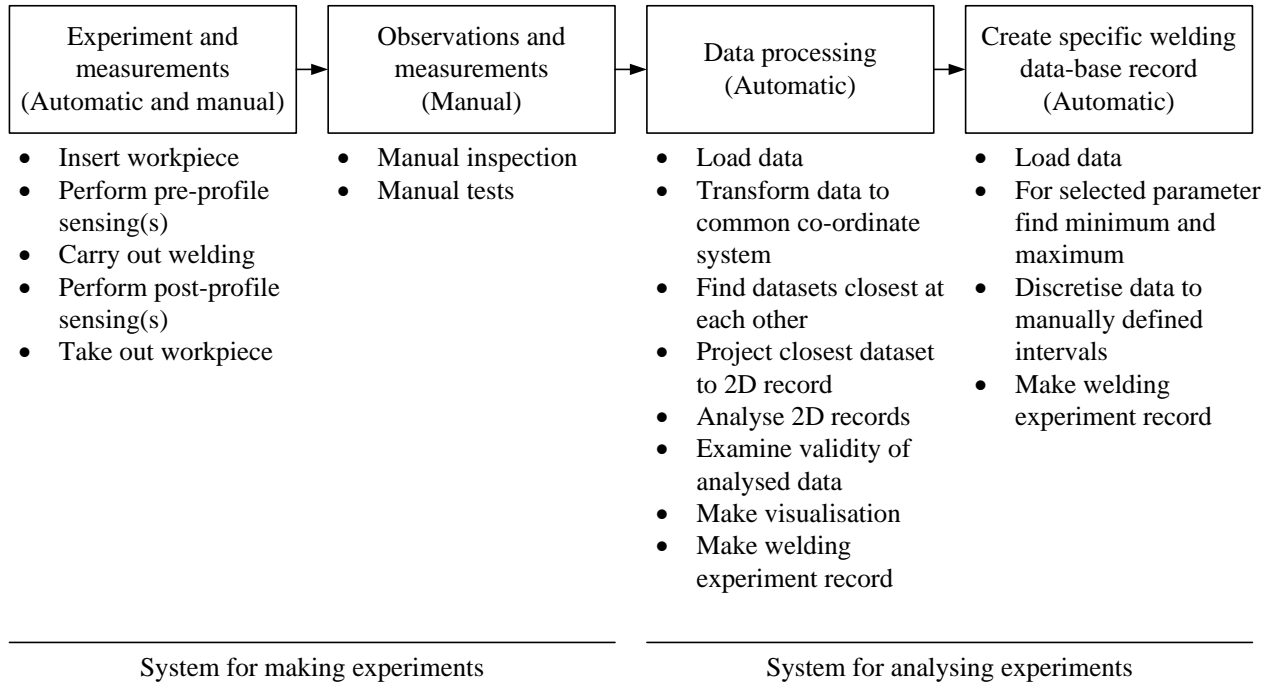 Experiment and
measurements
(Automatic and manual)
• Insert workpiece
• Perform pre-profile
sensing(s)
• Carry out welding
• Perform post-profile
sensing(s)
• Take out workpiece
Observations and
measurements
(Manual)
• Manual inspection
• Manual tests
Data processing
(Automatic)
• Load data
• Transform data to
common co-ordinate
system
• Find datasets closest at
each other
• Project closest dataset
to 2D record
• Analyse 2D records
• Examine validity of
analysed data
• Make visualisation
• Make welding
experiment record
Create specific welding
data-base record
(Automatic)
• Load data
• For selected parameter
find minimum and
maximum
• Discretise data to
manually defined
intervals
• Make welding
experiment record
System for making experiments
System for analysing experiments